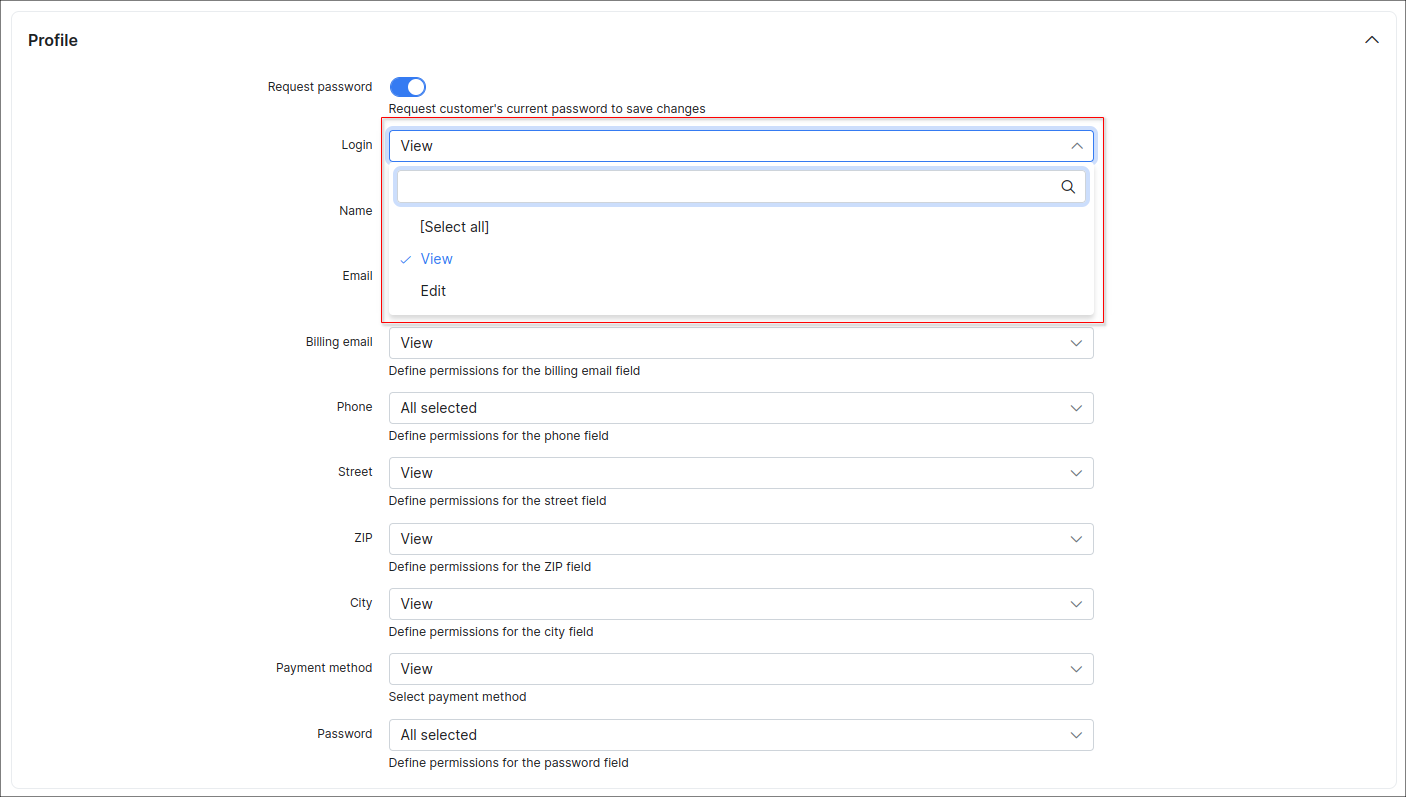 Profile
Request password
Request customer's current password to save changes
Login View
[Select all]
Name
View
Email
Edit
Billing email View
Define permissions for the billing email field
Phone All selected
Define permissions for the phone field
Street View
Define permissions for the street field
ZIP View
Define permissions for the ZIP field
City View
Define permissions for the city field
Payment method View
Select payment method
Password All selected
Define permissions for the password field